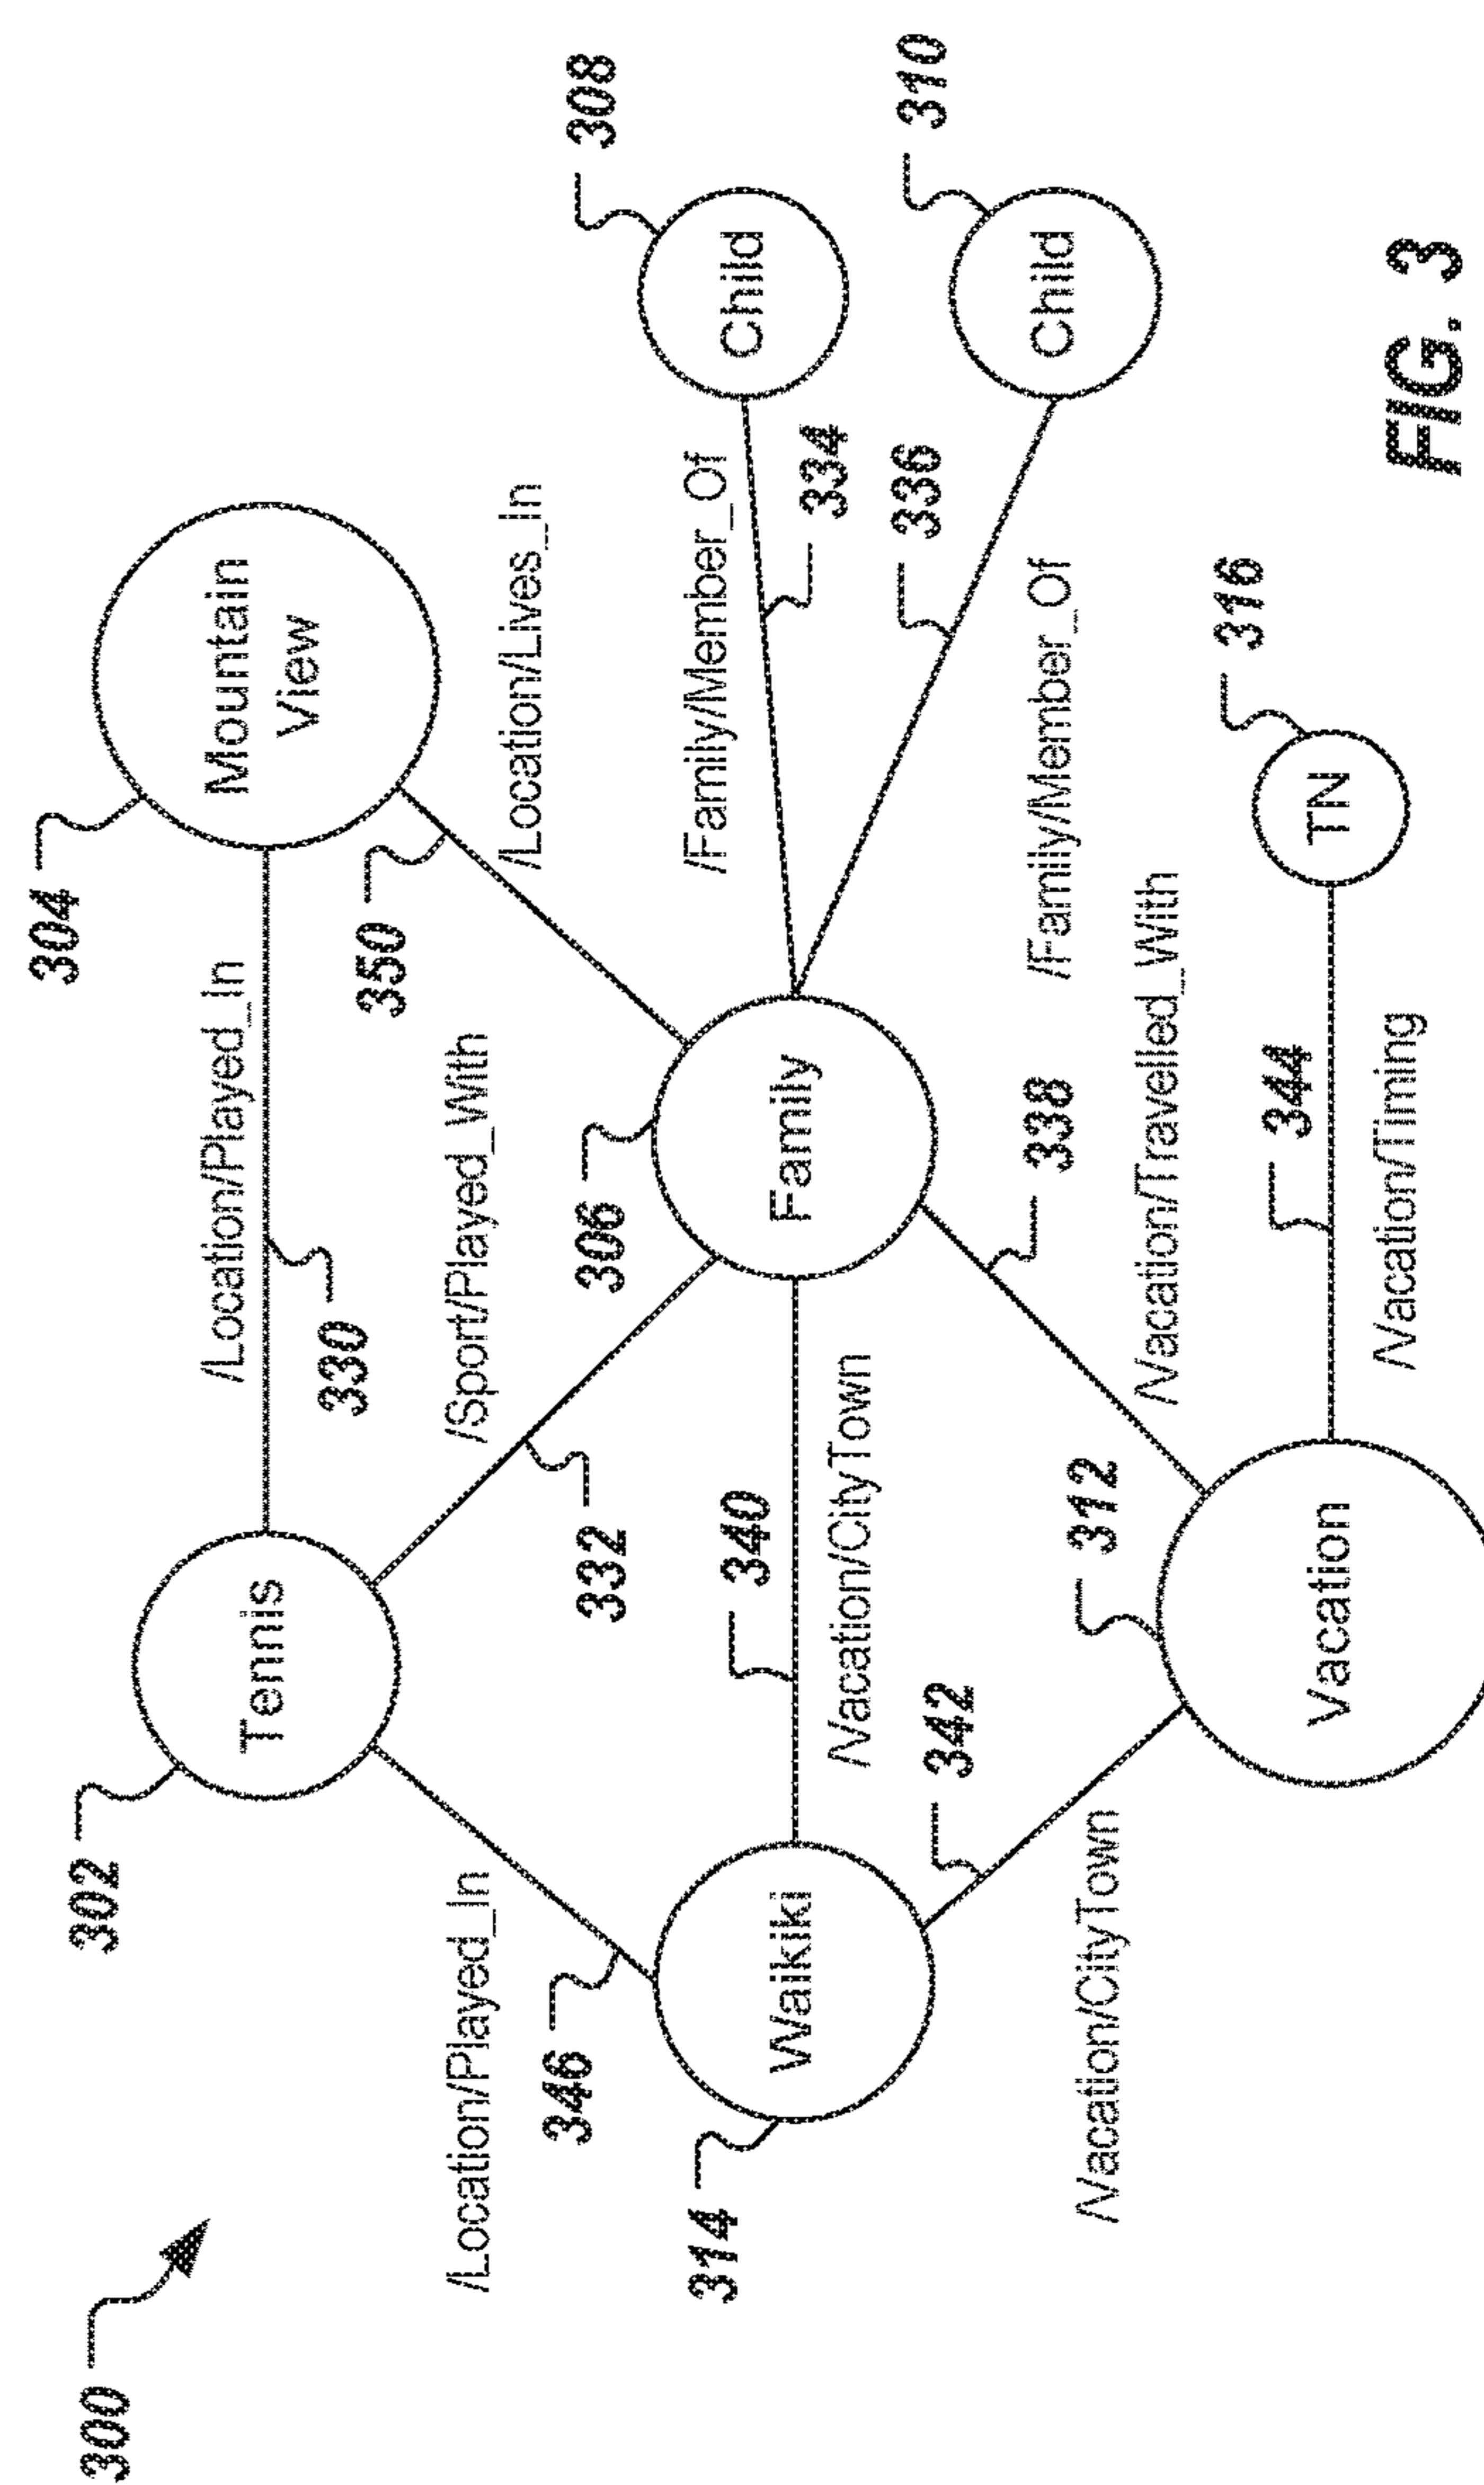 300
302
304
Tennis
/Location/Played_In
330
Mountain
View
350
/Location/Lives_In
/Location/Played_In
346
/Sport/Played_With
332
306
308
314
Waikiki
340
/Vacation/CityTown
Family
/Family/Member_Of
334
Child
336
310
/Family/Member_Of
Child
342
/Vacation/CityTown
312
338
/Vacation/Travelled_With
Vacation
344
/Vacation/Timing
316
TN
FIG. 3